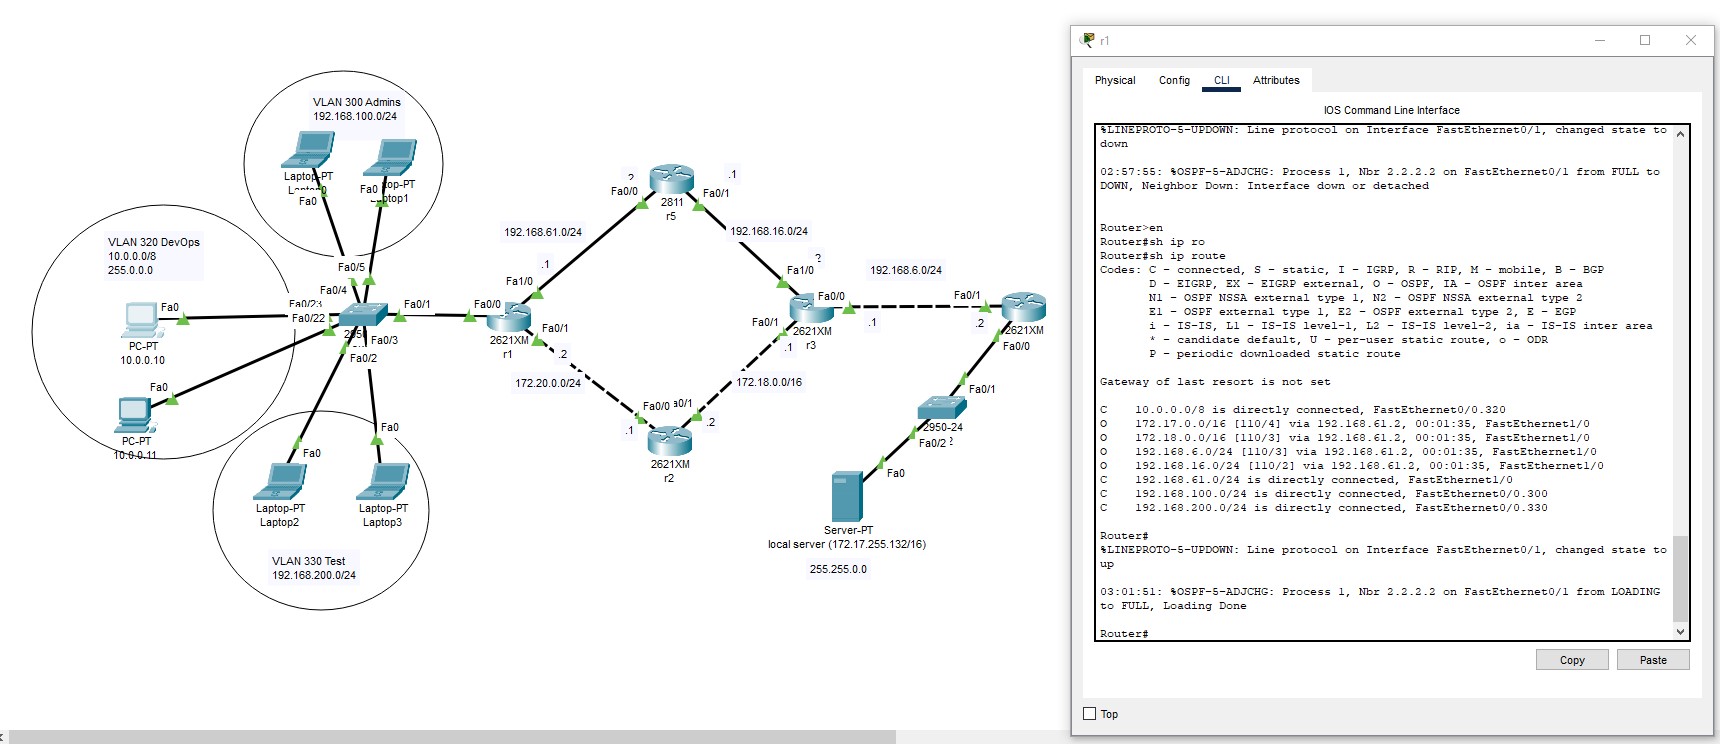 VLAN 300 Admins
192.168.100.0/24
Laptop-PT
Laptop0
Fa0
Fa0
top-PT
ptop1
VLAN 320 DevOps
10.0.0.0/8
255.0.0.0
Fa0
PC-PT
10.0.0.10
Fa0
PC-PT
10.0.0.11
Fa0/5
Fa0/4
Fa0/23
Fa0/22
Fa0/1
Fa0/3
Fa0/2
Fa0
Fa0
Laptop-PT
Laptop2
Laptop-PT
Laptop3
VLAN 330 Test
192.168.200.0/24
Fa0/0
2621XM
r1
Fa1/0
.1
Fa0/1
.2
192.168.61.0/24
172.20.0.0/24
Fa0/0
2811
r5
.1
Fa0/1
192.168.16.0/24
Fa0/0
a0/1
.1
.2
2621XM
r2
172.18.0.0/16
Fa1/0
Fa0/0
Fa0/1
.1
2621XM
r3
.1
192.168.6.0/24
Fa0/1
.2
2621XM
Fa0/0
Fa0/1
2950-24
Fa0/2
Fa0
Server-PT
local server (172.17.255.132/16)
255.255.0.0
r1
Physical
Config
CLI
Attributes
IOS Command Line Interface
%LINEPROTO-5-UPDOWN: Line protocol on Interface FastEthernet0/1, changed state to
down
02:57:55: %OSPF-5-ADJCHG: Process 1, Nbr 2.2.2.2 on FastEthernet0/1 from FULL to
DOWN, Neighbor Down: Interface down or detached
Router>en
Router#sh ip ro
Router#sh ip route
Codes: C - connected, S - static, I - IGRP, R - RIP, M - mobile, B - BGP
D - EIGRP, EX - EIGRP external, O - OSPF, IA - OSPF inter area
N1 - OSPF NSSA external type 1, N2 - OSPF NSSA external type 2
E1 - OSPF external type 1, E2 - OSPF external type 2, E - EGP
i - IS-IS, L1 - IS-IS level-1, L2 - IS-IS level-2, ia - IS-IS inter area
* - candidate default, U - per-user static route, o - ODR
P - periodic downloaded static route
Gateway of last resort is not set
C 10.0.0.0/8 is directly connected, FastEthernet0/0.320
O 172.17.0.0/16 [110/4] via 192.168.61.2, 00:01:35, FastEthernet1/0
O 172.18.0.0/16 [110/3] via 192.168.61.2, 00:01:35, FastEthernet1/0
O 192.168.6.0/24 [110/3] via 192.168.61.2, 00:01:35, FastEthernet1/0
O 192.168.16.0/24 [110/2] via 192.168.61.2, 00:01:35, FastEthernet1/0
C 192.168.61.0/24 is directly connected, FastEthernet1/0
C 192.168.100.0/24 is directly connected, FastEthernet0/0.300
C 192.168.200.0/24 is directly connected, FastEthernet0/0.330
Router#
%LINEPROTO-5-UPDOWN: Line protocol on Interface FastEthernet0/1, changed state to
up
03:01:51: %OSPF-5-ADJCHG: Process 1, Nbr 2.2.2.2 on FastEthernet0/1 from LOADING
to FULL, Loading Done
Router#
Copy
Paste
Top